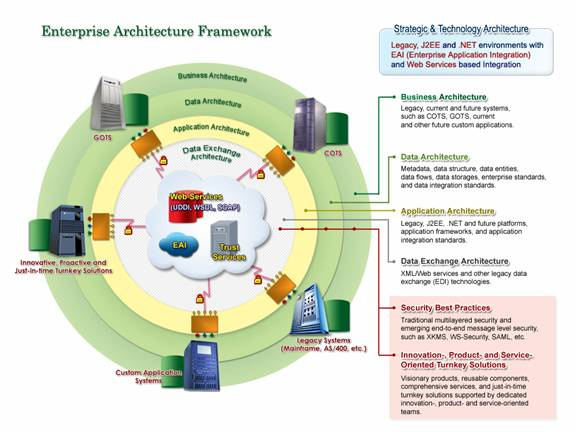 Enterprise Architecture Framework
Strategic & Technology Architecture
Legacy, J2EE and .NET environments with
EAI (Enterprise Application Integration)
and Web Services based Integration
Business Architecture
Data Architecture
Application Architecture
Data Exchange
Architecture
GOTS
COTS
Web Services
(UDDI, WSDL, SOAP)
EAI
Trust
Services
Innovative, Proactive and
Just-in-time Turnkey Solutions
Legacy Systems
(Mainframe, AS/400, etc.)
Custom Application
Systems
Business Architecture
Legacy, current and future systems,
such as COTS, GOTS, current
and other future custom applications.
Data Architecture
Metadata, data structure, data entities,
data flows, data storages, enterprise standards,
and data integration standards.
Application Architecture
Legacy, J2EE, .NET and future platforms,
application frameworks, and application
integration standards.
Data Exchange Architecture
XML/Web services and other legacy data
exchange (EDI) technologies.
Security Best Practices
Traditional multilayered security and
emerging end-to-end message level security,
such as XKMS, WS-Security, SAML, etc.
Innovation-, Product- and Service-
Oriented Turnkey Solutions
Visionary products, reusable components,
comprehensive services, and just-in-time
turnkey solutions supported by dedicated
innovation-, product- and service-oriented
teams.